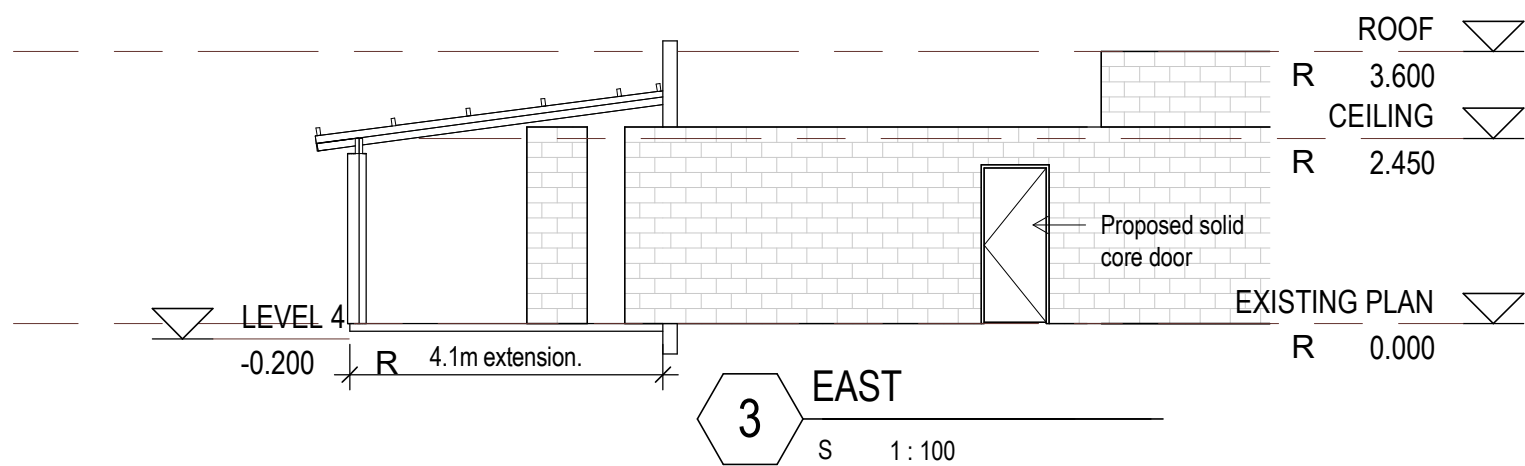 ROOF
R 3.600
CEILING
R 2.450
Proposed solid
core door
EXISTING PLAN
R 0.000
LEVEL 4
-0.200 R
4.1m extension.
3 EAST
S 1 : 100